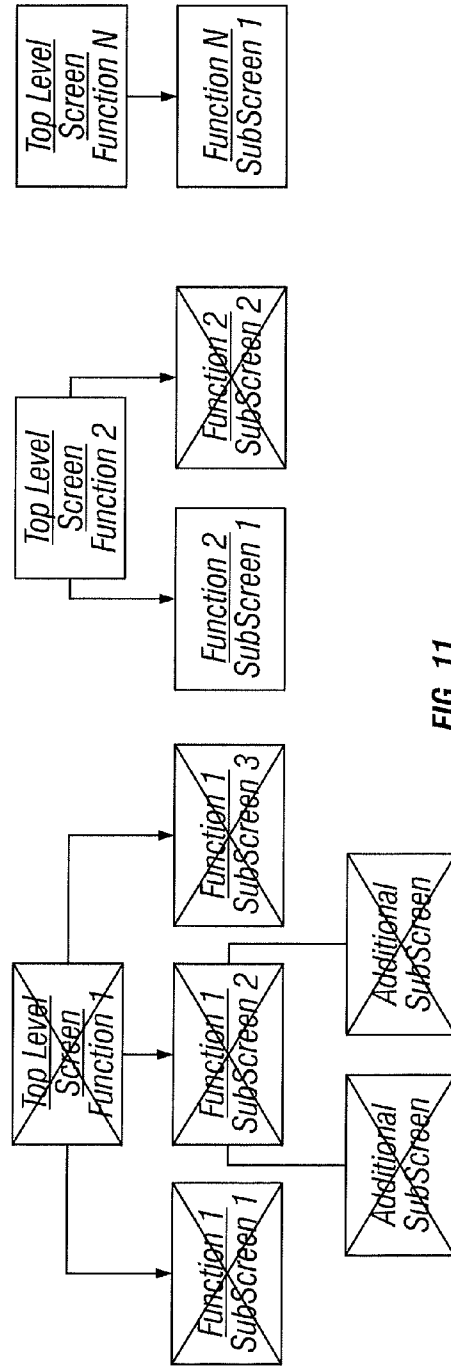 Top Level
Screen
Function 1
Function 1
SubScreen 1
Function 1
SubScreen 2
Function 1
SubScreen 3
Additional
SubScreen
Additional
SubScreen
Top Level
Screen
Function 2
Function 2
SubScreen 1
Function 2
SubScreen 2
Top Level
Screen
Function N
Function N
SubScreen 1
FIG. 11